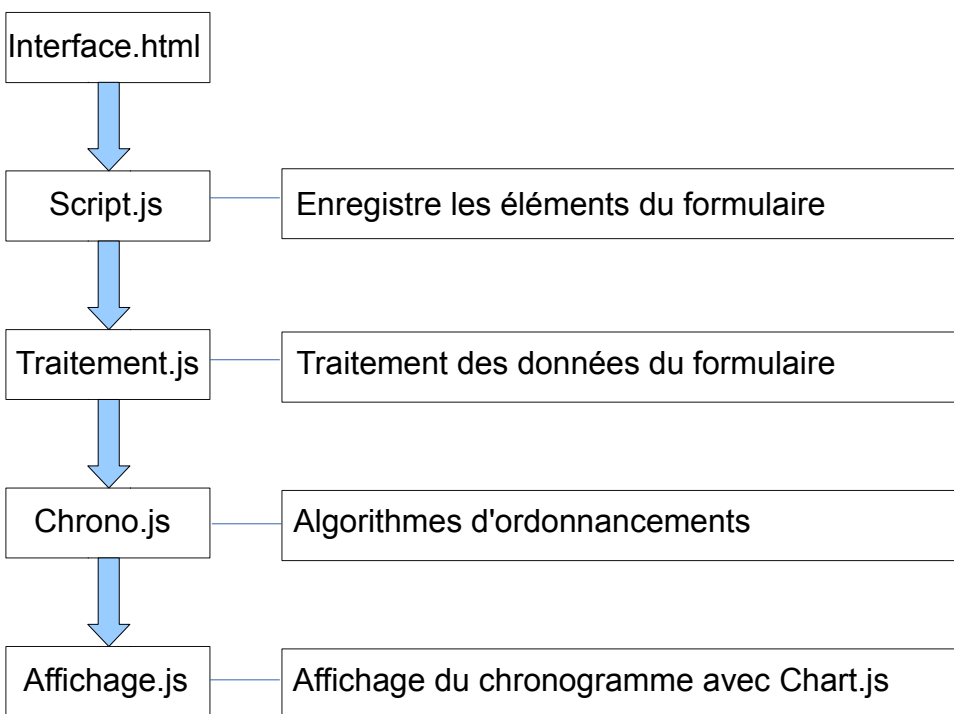 Interface.html
Script.js
Enregistre les éléments du formulaire
Traitement.js
Traitement des données du formulaire
Chrono.js
Algorithmes d'ordonnancements
Affichage.js
Affichage du chronogramme avec Chart.js